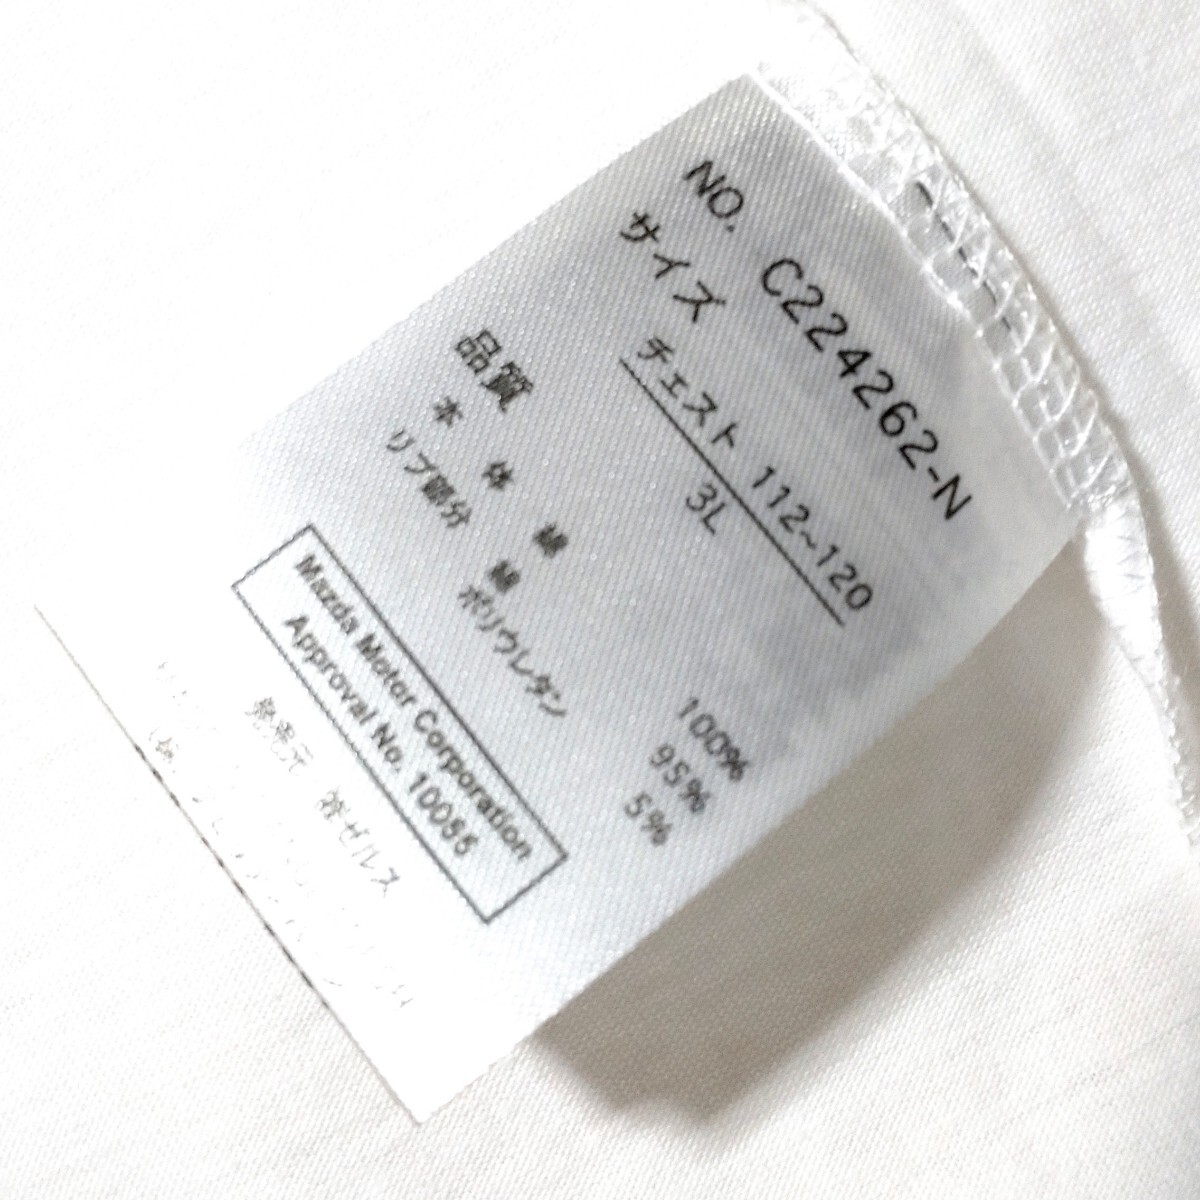 NO. C224262-N
サイズ チェスト 112~120
3L
品質
本体 綿 100%
リブ部分 綿 95%
ポリウレタン 5%
Mazda Motor Corporation
Approval No. 10055
発売元 ㈱ゼルス